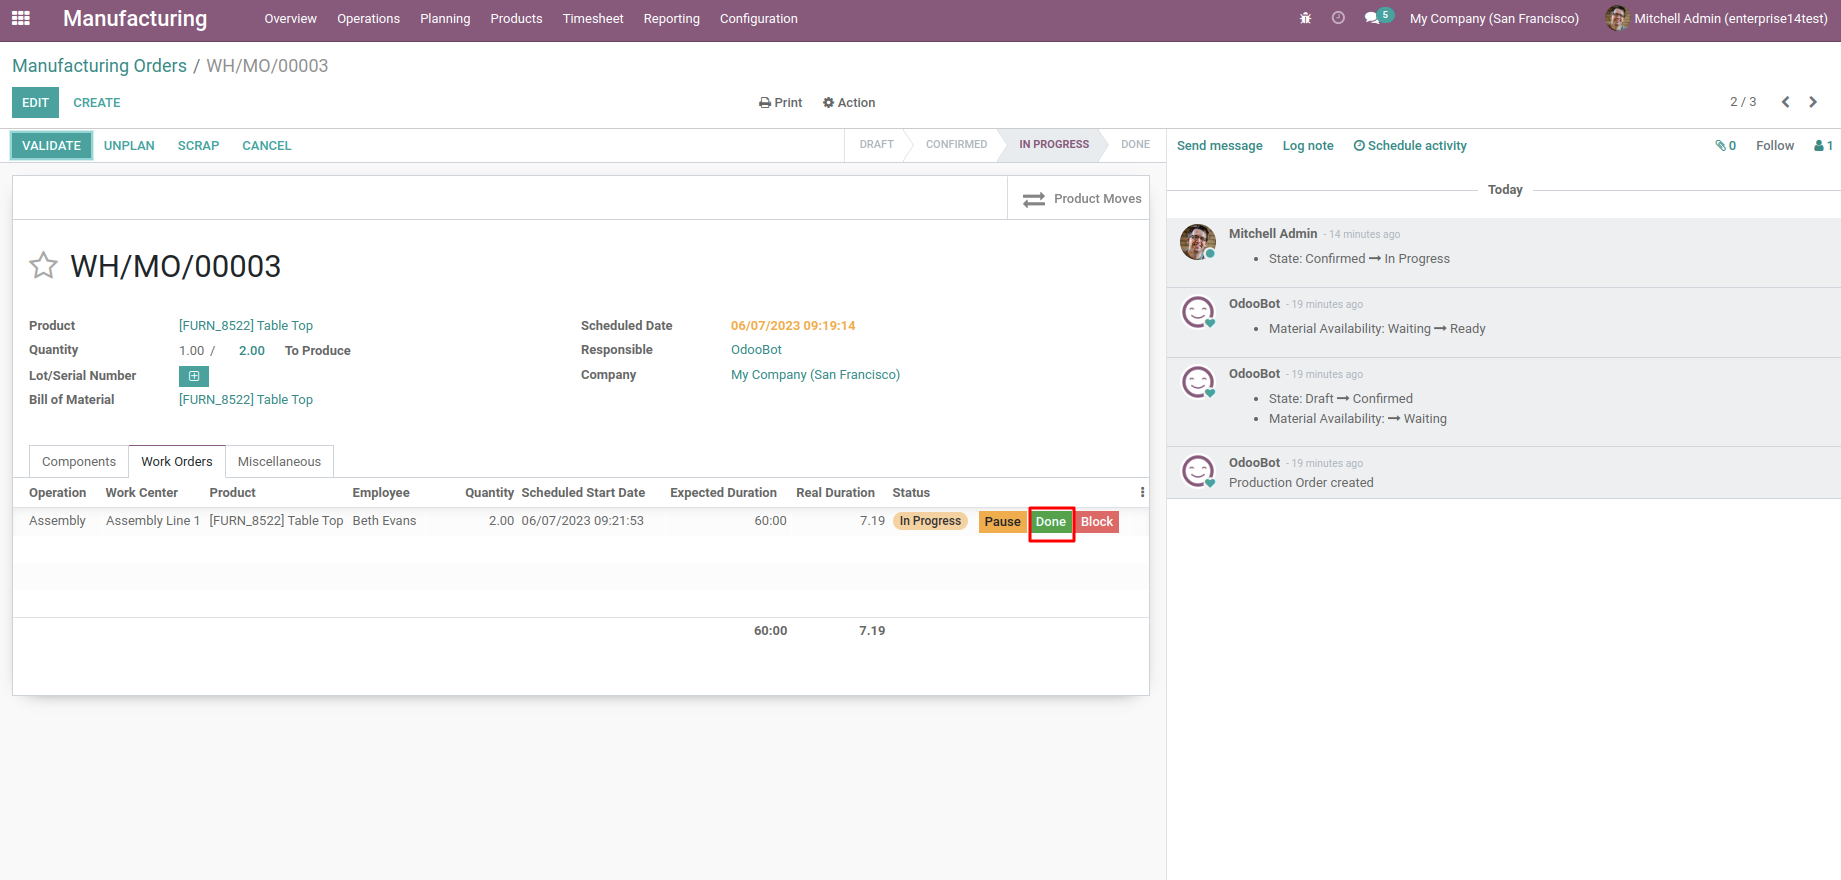 Manufacturing Overview Operations Planning Products Timesheet Reporting Configuration 5 My Company (San Francisco) Mitchell Admin (enterprise14test)
Manufacturing Orders / WH/MO/00003
EDIT CREATE Print Action 2 / 3
VALIDATE UNPLAN SCRAP CANCEL DRAFT CONFIRMED IN PROGRESS DONE
Product Moves
WH/MO/00003
Product [FURN_8522] Table Top
Quantity 1.00 / 2.00 To Produce
Lot/Serial Number
Bill of Material [FURN_8522] Table Top
Scheduled Date 06/07/2023 09:19:14
Responsible OdooBot
Company My Company (San Francisco)
Components Work Orders Miscellaneous
Operation Work Center Product Employee Quantity Scheduled Start Date Expected Duration Real Duration Status
Assembly Assembly Line 1 [FURN_8522] Table Top Beth Evans 2.00 06/07/2023 09:21:53 60:00 7.19 In Progress Pause Done Block
60:00 7.19
Send message Log note Schedule activity 0 Follow 1
Today
Mitchell Admin - 14 minutes ago
• State: Confirmed → In Progress
OdooBot - 19 minutes ago
• Material Availability: Waiting → Ready
OdooBot - 19 minutes ago
• State: Draft → Confirmed
• Material Availability: → Waiting
OdooBot - 19 minutes ago
Production Order created